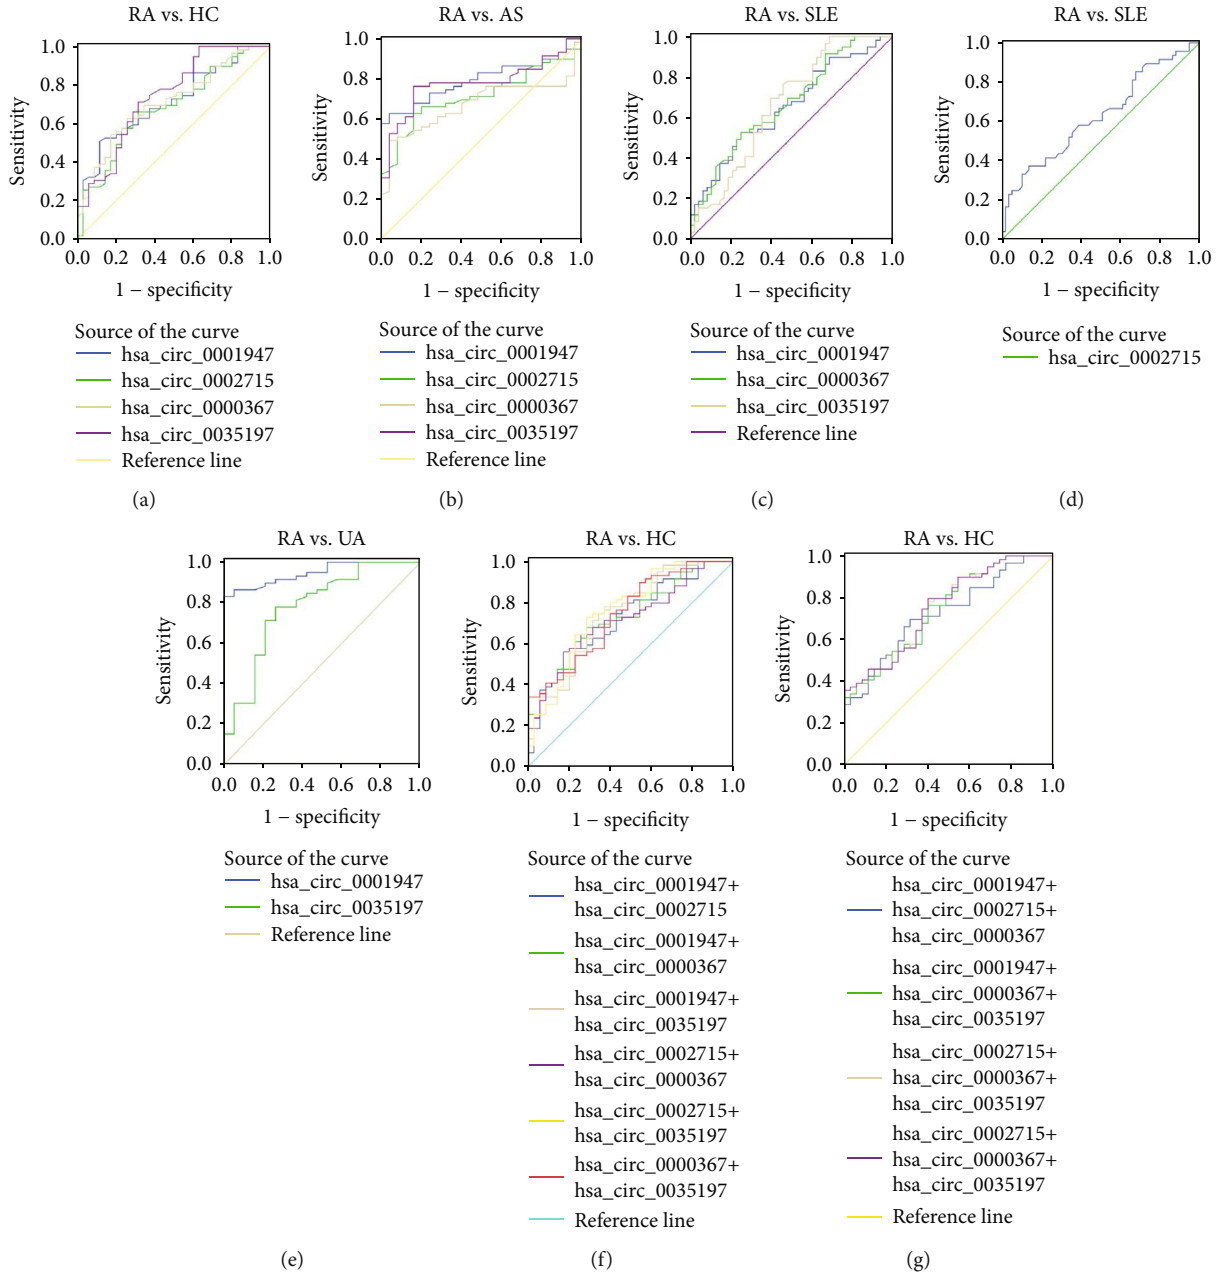 RA vs. HC
1.0
0.8
0.6
0.4
0.2
0.0
Sensitivity
0.0 0.2 0.4 0.6 0.8 1.0
1 − specificity
Source of the curve
hsa_circ_0001947
hsa_circ_0002715
hsa_circ_0000367
hsa_circ_0035197
Reference line
(a)
RA vs. AS
1.0
0.8
0.6
0.4
0.2
0.0
Sensitivity
0.0 0.2 0.4 0.6 0.8 1.0
1 − specificity
Source of the curve
hsa_circ_0001947
hsa_circ_0002715
hsa_circ_0000367
hsa_circ_0035197
Reference line
(b)
RA vs. SLE
1.0
0.8
0.6
0.4
0.2
0.0
Sensitivity
0.0 0.2 0.4 0.6 0.8 1.0
1 − specificity
Source of the curve
hsa_circ_0001947
hsa_circ_0000367
hsa_circ_0035197
Reference line
(c)
RA vs. SLE
1.0
0.8
0.6
0.4
0.2
0.0
Sensitivity
0.0 0.2 0.4 0.6 0.8 1.0
1 − specificity
Source of the curve
hsa_circ_0002715
(d)
RA vs. UA
1.0
0.8
0.6
0.4
0.2
0.0
Sensitivity
0.0 0.2 0.4 0.6 0.8 1.0
1 − specificity
Source of the curve
hsa_circ_0001947
hsa_circ_0035197
Reference line
(e)
RA vs. HC
1.0
0.8
0.6
0.4
0.2
0.0
Sensitivity
0.0 0.2 0.4 0.6 0.8 1.0
1 − specificity
Source of the curve
hsa_circ_0001947+
hsa_circ_0002715
hsa_circ_0001947+
hsa_circ_0000367
hsa_circ_0001947+
hsa_circ_0035197
hsa_circ_0002715+
hsa_circ_0000367
hsa_circ_0002715+
hsa_circ_0035197
hsa_circ_0000367+
hsa_circ_0035197
Reference line
(f)
RA vs. HC
1.0
0.8
0.6
0.4
0.2
0.0
Sensitivity
0.0 0.2 0.4 0.6 0.8 1.0
1 − specificity
Source of the curve
hsa_circ_0001947+
hsa_circ_0002715+
hsa_circ_0000367
hsa_circ_0001947+
hsa_circ_0000367+
hsa_circ_0035197
hsa_circ_0002715+
hsa_circ_0000367+
hsa_circ_0035197
hsa_circ_0002715+
hsa_circ_0000367+
hsa_circ_0035197
Reference line
(g)